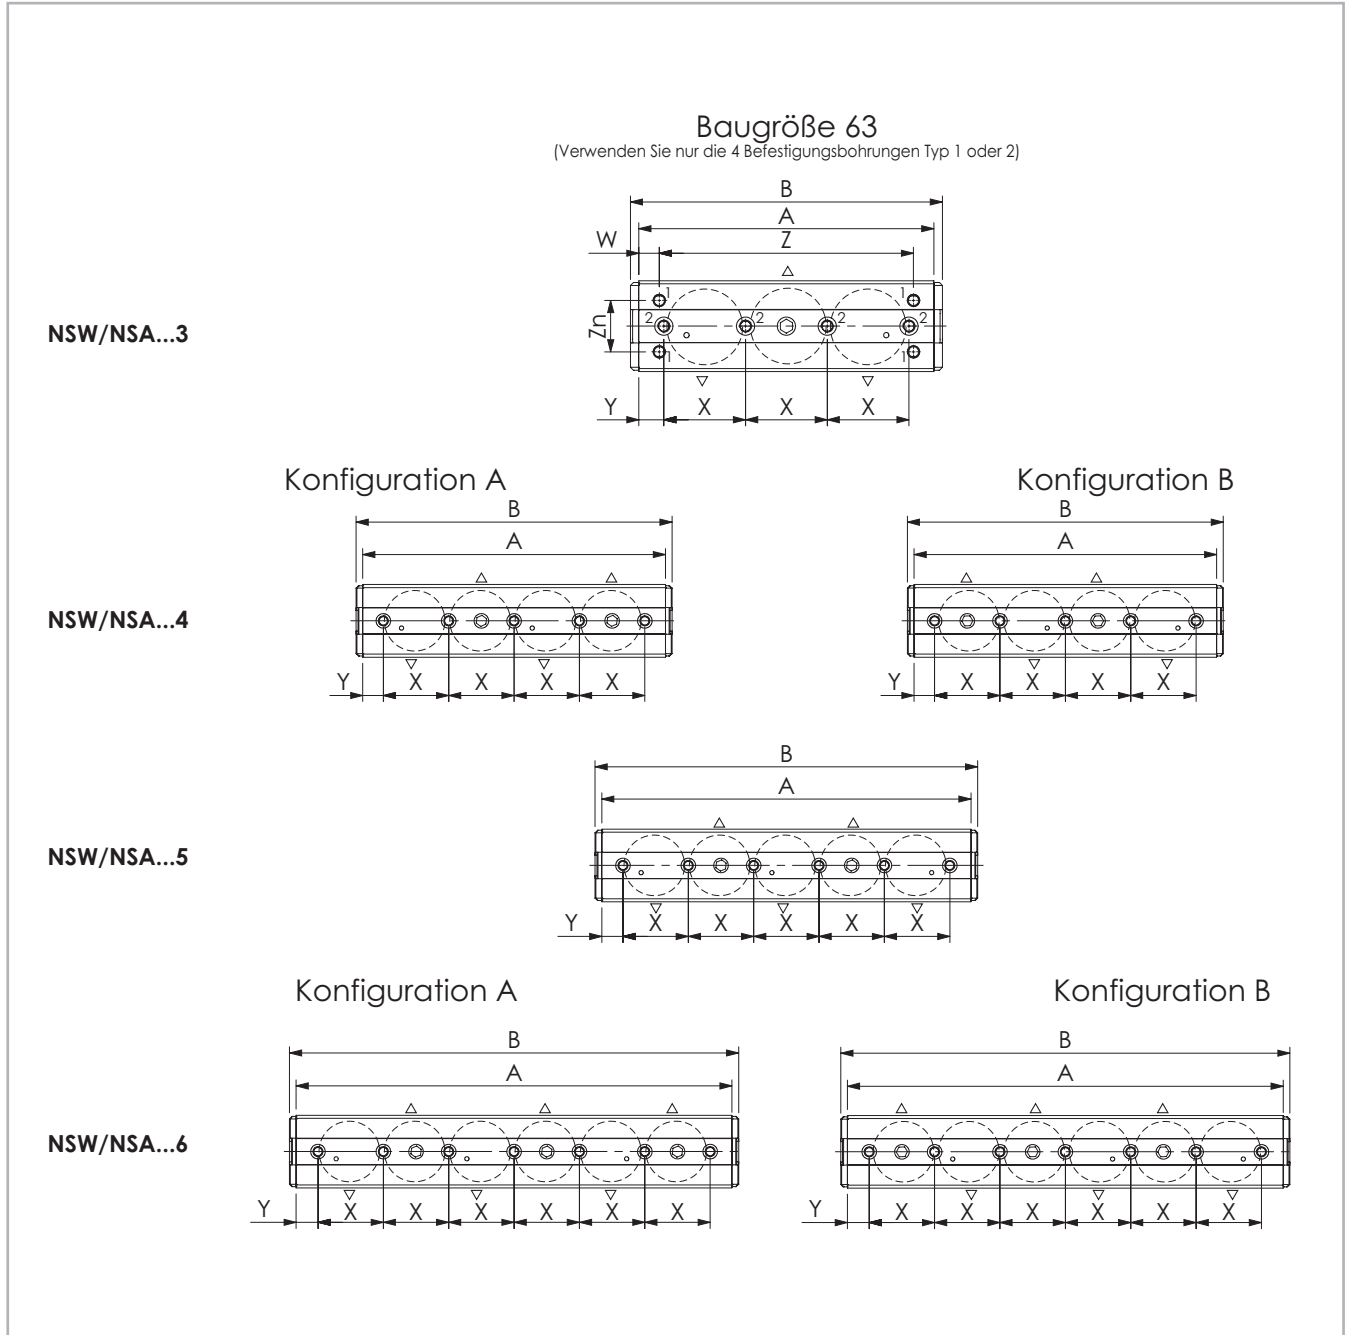 Baugröße 63
(Verwenden Sie nur die 4 Befestigungsbohrungen Typ 1 oder 2)
B
A
W Z
1 1
NSW/NSA...3
Zn
2 2 2 2
1 1
Y X X X
Konfiguration A Konfiguration B
B B
A A
NSW/NSA...4
Y X X X X Y X X X X
B
A
NSW/NSA...5
Y X X X X X
Konfiguration A Konfiguration B
B B
A A
NSW/NSA...6
Y X X X X X X Y X X X X X X